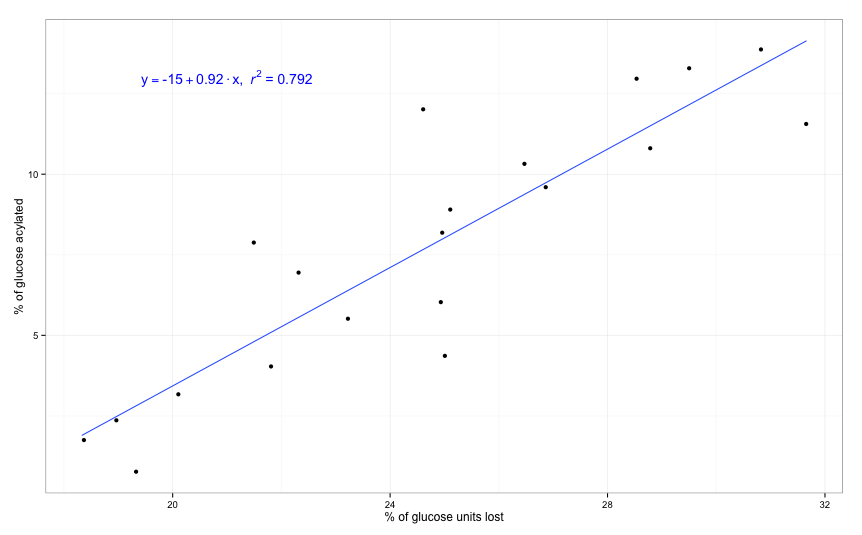 y = -15 + 0.92 · x, r² = 0.792
% of glucose acylated
10
5
20 24 28 32
% of glucose units lost